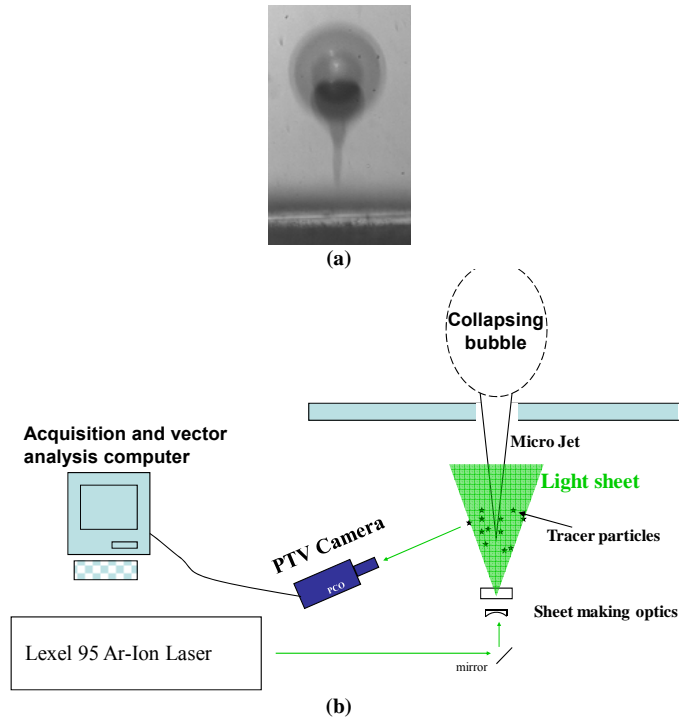 (a)
Collapsing
bubble
Acquisition and vector
analysis computer
Micro Jet
Light sheet
Tracer particles
PTV Camera
PCO
Sheet making optics
Lexel 95 Ar-Ion Laser
mirror
(b)